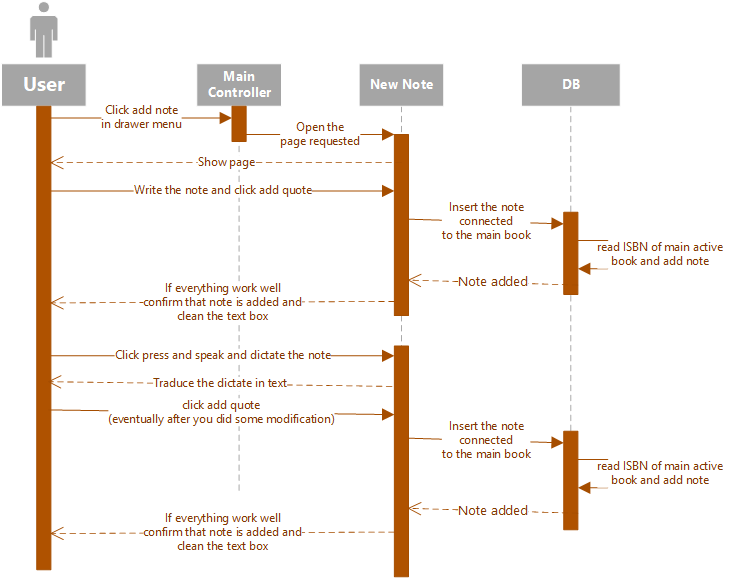 User
Main
Controller
New Note
DB
Click add note
in drawer menu
Open the
page requested
Show page
Write the note and click add quote
Insert the note
connected
to the main book
read ISBN of main active
book and add note
Note added
If everything work well
confirm that note is added and
clean the text box
Click press and speak and dictate the note
Traduce the dictate in text
click add quote
(eventually after you did some modification)
Insert the note
connected
to the main book
read ISBN of main active
book and add note
Note added
If everything work well
confirm that note is added and
clean the text box